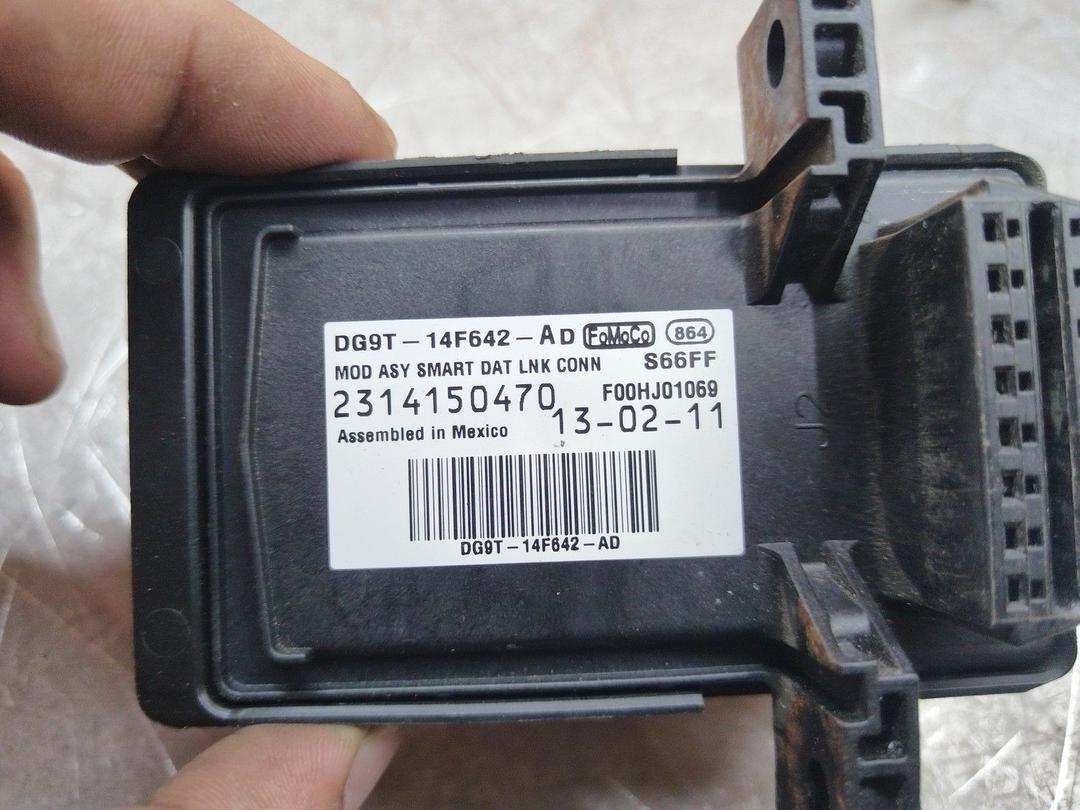 DG9T-14F642-AD FoMoCo 864
MOD ASY SMART DAT LNK CONN S66FF
2314150470 F00HJ01069
Assembled in Mexico 13-02-11
DG9T-14F642-AD
J2